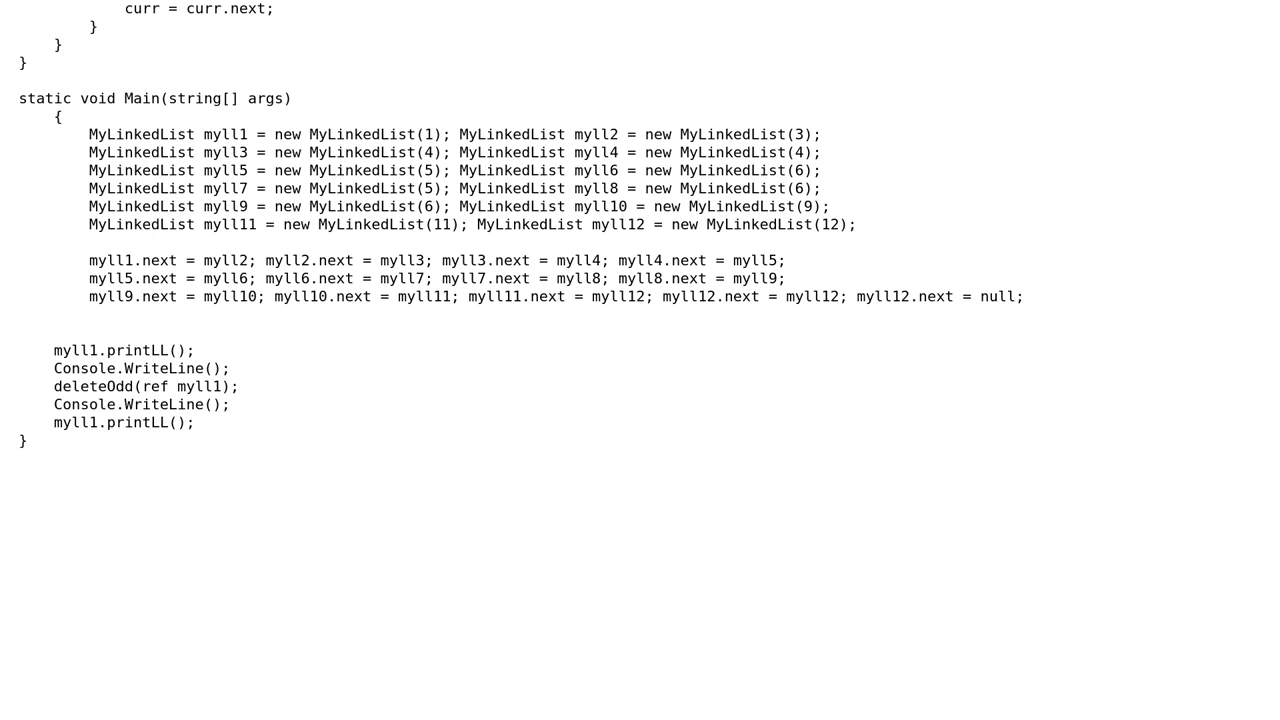 curr = curr.next;
}
}
}
static void Main(string[] args)
{
MyLinkedList myll1 = new MyLinkedList(1); MyLinkedList myll2 = new MyLinkedList(3);
MyLinkedList myll3 = new MyLinkedList(4); MyLinkedList myll4 = new MyLinkedList(4);
MyLinkedList myll5 = new MyLinkedList(5); MyLinkedList myll6 = new MyLinkedList(6);
MyLinkedList myll7 = new MyLinkedList(5); MyLinkedList myll8 = new MyLinkedList(6);
MyLinkedList myll9 = new MyLinkedList(6); MyLinkedList myll10 = new MyLinkedList(9);
MyLinkedList myll11 = new MyLinkedList(11); MyLinkedList myll12 = new MyLinkedList(12);
myll1.next = myll2; myll2.next = myll3; myll3.next = myll4; myll4.next = myll5;
myll5.next = myll6; myll6.next = myll7; myll7.next = myll8; myll8.next = myll9;
myll9.next = myll10; myll10.next = myll11; myll11.next = myll12; myll12.next = myll12; myll12.next = null;
myll1.printLL();
Console.WriteLine();
deleteOdd(ref myll1);
Console.WriteLine();
myll1.printLL();
}